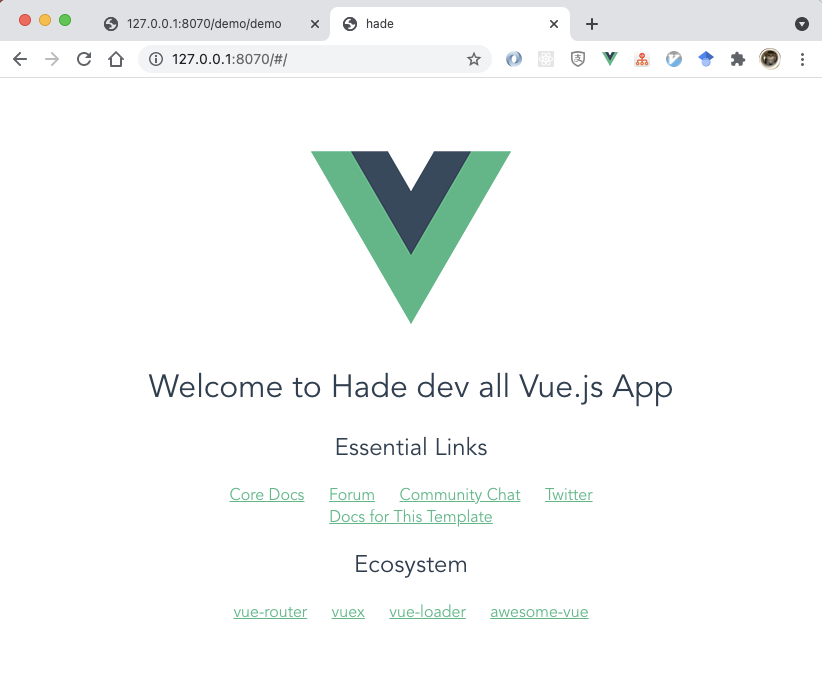 127.0.0.1:8070/demo/demo
hade
127.0.0.1:8070/#/
Welcome to Hade dev all Vue.js App
Essential Links
Core Docs Forum Community Chat Twitter
Docs for This Template
Ecosystem
vue-router vuex vue-loader awesome-vue